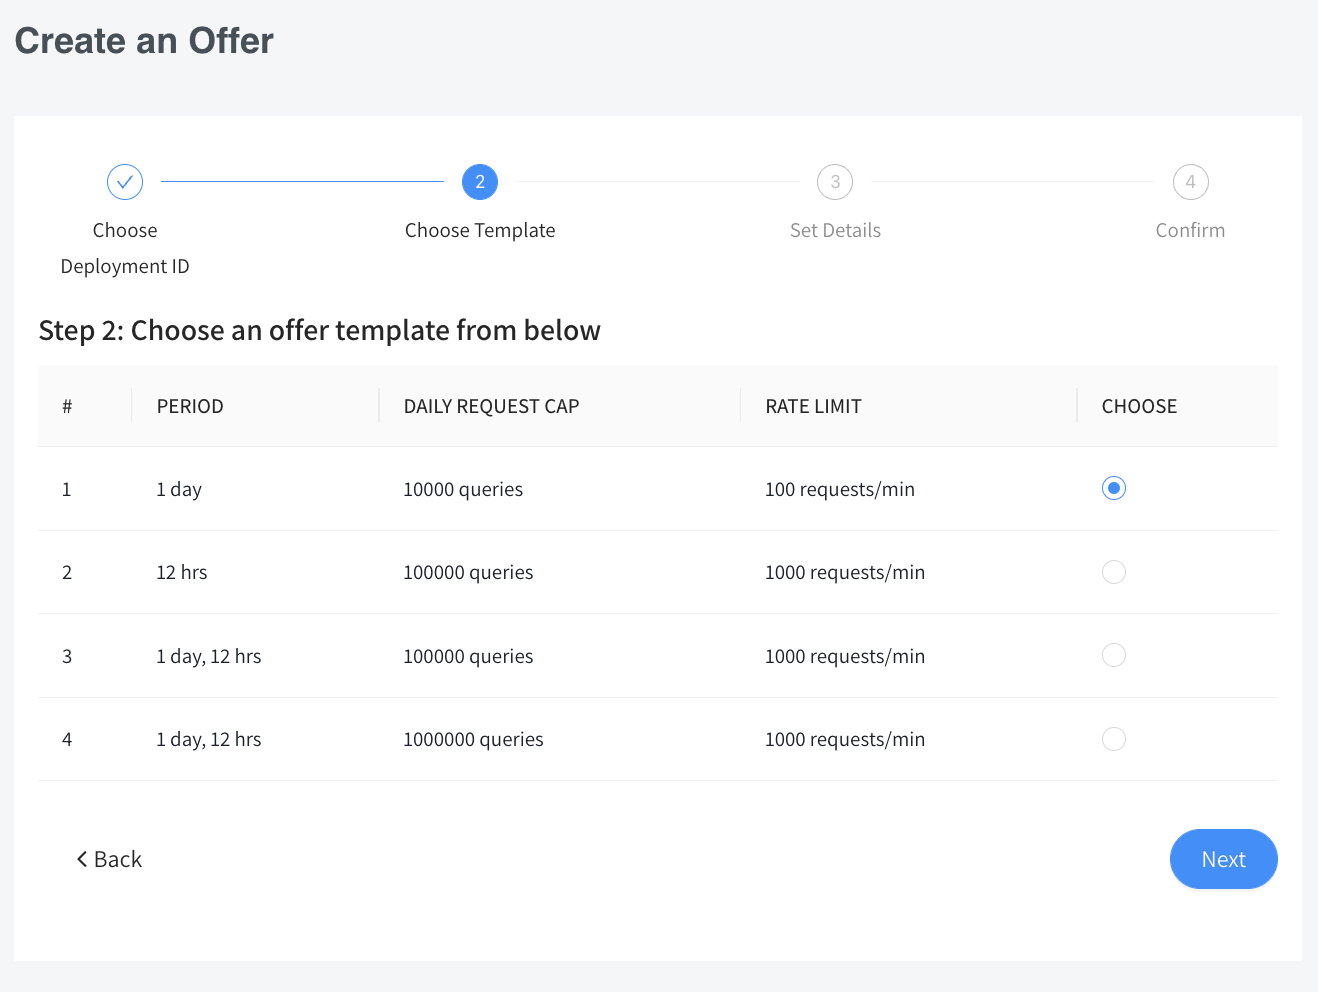 Create an Offer
2
3
4
Choose
Deployment ID
Choose Template
Set Details
Confirm
Step 2: Choose an offer template from below
# PERIOD DAILY REQUEST CAP RATE LIMIT CHOOSE
1 1 day 10000 queries 100 requests/min
2 12 hrs 100000 queries 1000 requests/min
3 1 day, 12 hrs 100000 queries 1000 requests/min
4 1 day, 12 hrs 1000000 queries 1000 requests/min
Back
Next